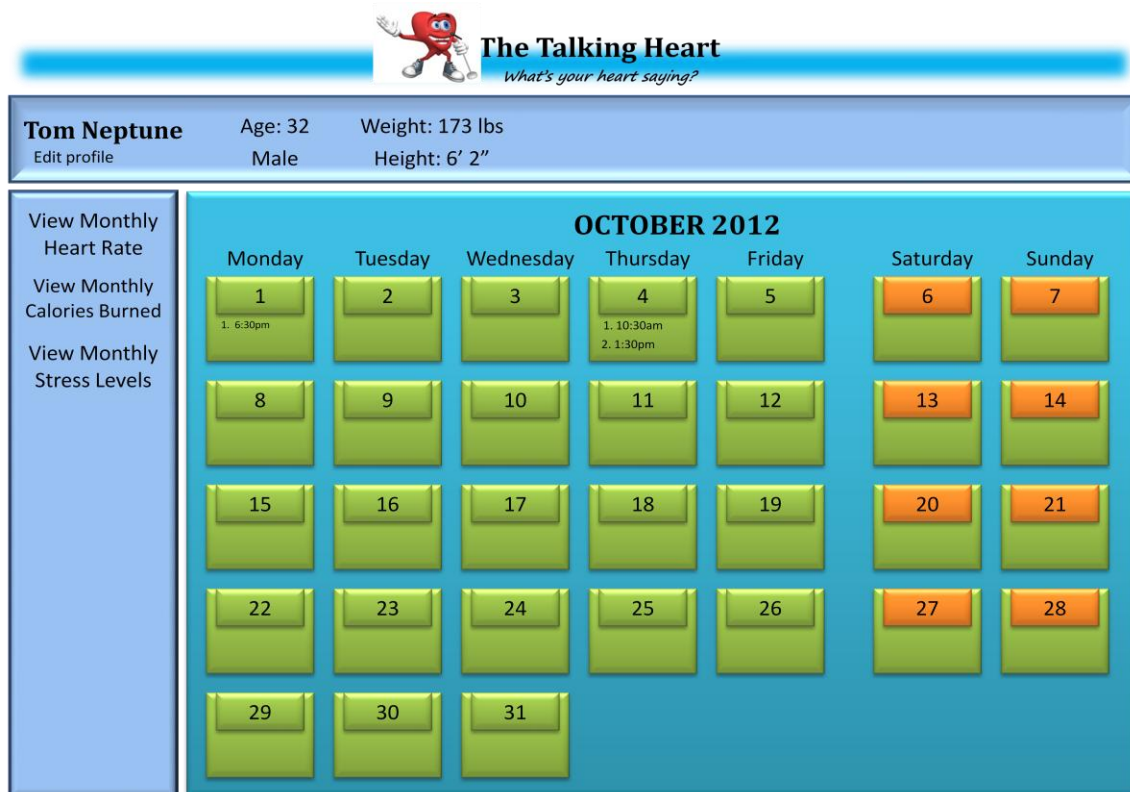 The Talking Heart
What's your heart saying?
Tom Neptune
Edit profile
Age: 32
Male
Weight: 173 lbs
Height: 6’ 2”
View Monthly
Heart Rate
View Monthly
Calories Burned
View Monthly
Stress Levels
OCTOBER 2012
Monday Tuesday Wednesday Thursday Friday Saturday Sunday
1 2 3 4 5 6 7
1. 6:30pm
1. 10:30am
2. 1:30pm
8 9 10 11 12 13 14
15 16 17 18 19 20 21
22 23 24 25 26 27 28
29 30 31